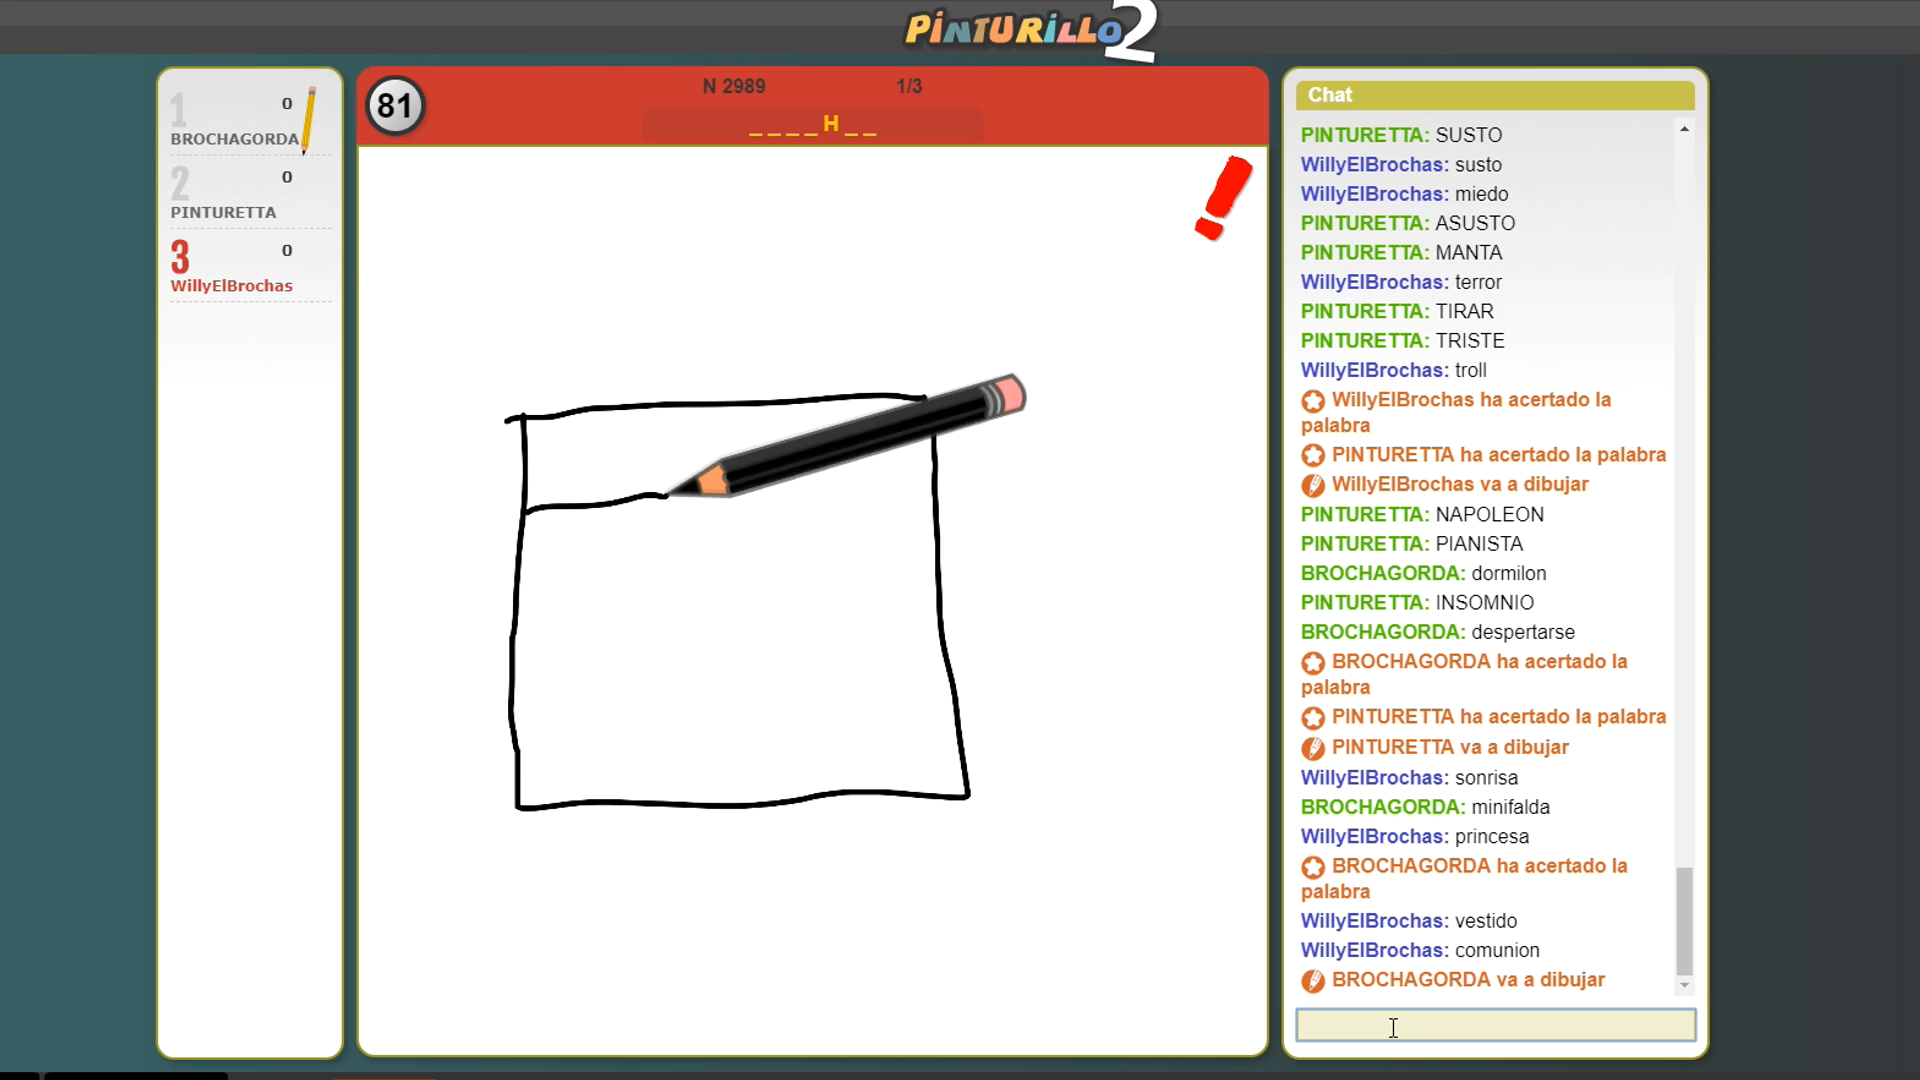 PINTURILLO 2
1 0
BROCHAGORDA
2 0
PINTURETTA
3 0
WillyElBrochas
81
N 2989 1/3
_ _ _ _ H _ _
Chat
PINTURETTA: SUSTO
WillyElBrochas: susto
WillyElBrochas: miedo
PINTURETTA: ASUSTO
PINTURETTA: MANTA
WillyElBrochas: terror
PINTURETTA: TIRAR
PINTURETTA: TRISTE
WillyElBrochas: troll
WillyElBrochas ha acertado la
palabra
PINTURETTA ha acertado la palabra
WillyElBrochas va a dibujar
PINTURETTA: NAPOLEON
PINTURETTA: PIANISTA
BROCHAGORDA: dormilon
PINTURETTA: INSOMNIO
BROCHAGORDA: despertarse
BROCHAGORDA ha acertado la
palabra
PINTURETTA ha acertado la palabra
PINTURETTA va a dibujar
WillyElBrochas: sonrisa
BROCHAGORDA: minifalda
WillyElBrochas: princesa
BROCHAGORDA ha acertado la
palabra
WillyElBrochas: vestido
WillyElBrochas: comunion
BROCHAGORDA va a dibujar